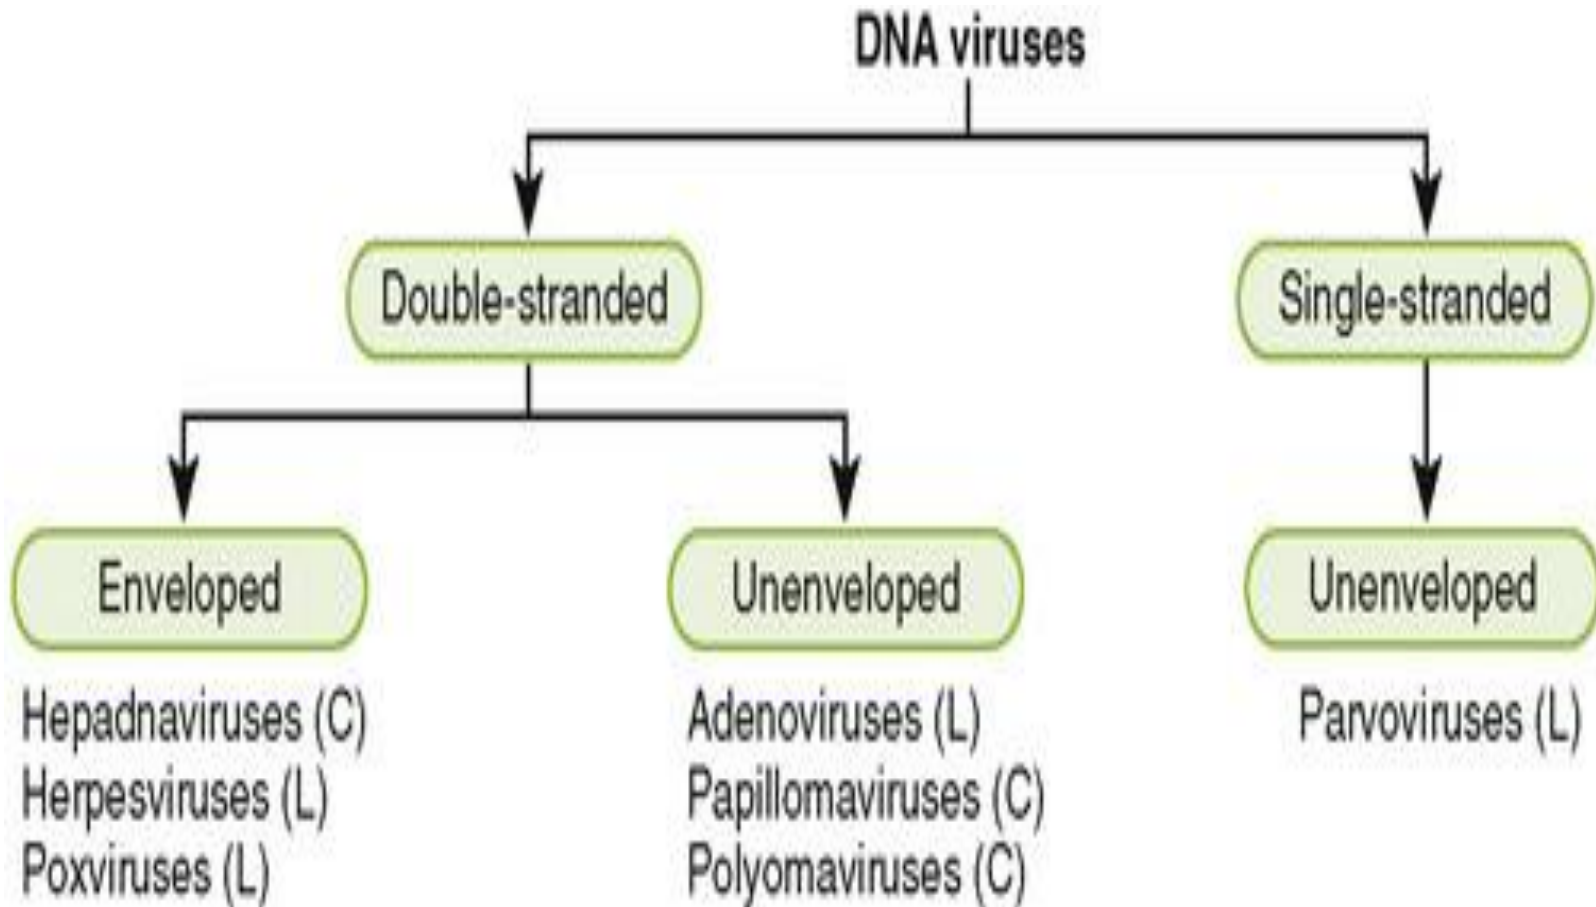 DNA viruses
Double-stranded
Single-stranded
Enveloped
Unenveloped
Unenveloped
Hepadnaviruses (C)
Herpesviruses (L)
Poxviruses (L)
Adenoviruses (L)
Papillomaviruses (C)
Polyomaviruses (C)
Parvoviruses (L)